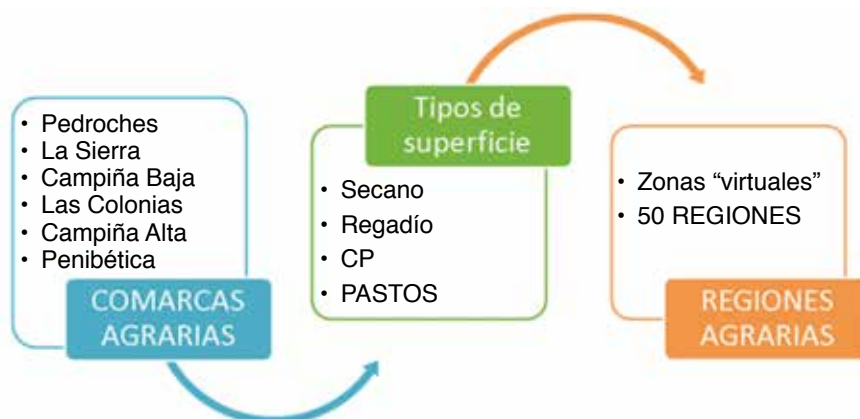 • Pedroches
• La Sierra
• Campiña Baja
• Las Colonias
• Campiña Alta
• Penibética
COMARCAS
AGRARIAS
Tipos de
superficie
• Secano
• Regadío
• CP
• PASTOS
• Zonas “virtuales”
• 50 REGIONES
REGIONES
AGRARIAS